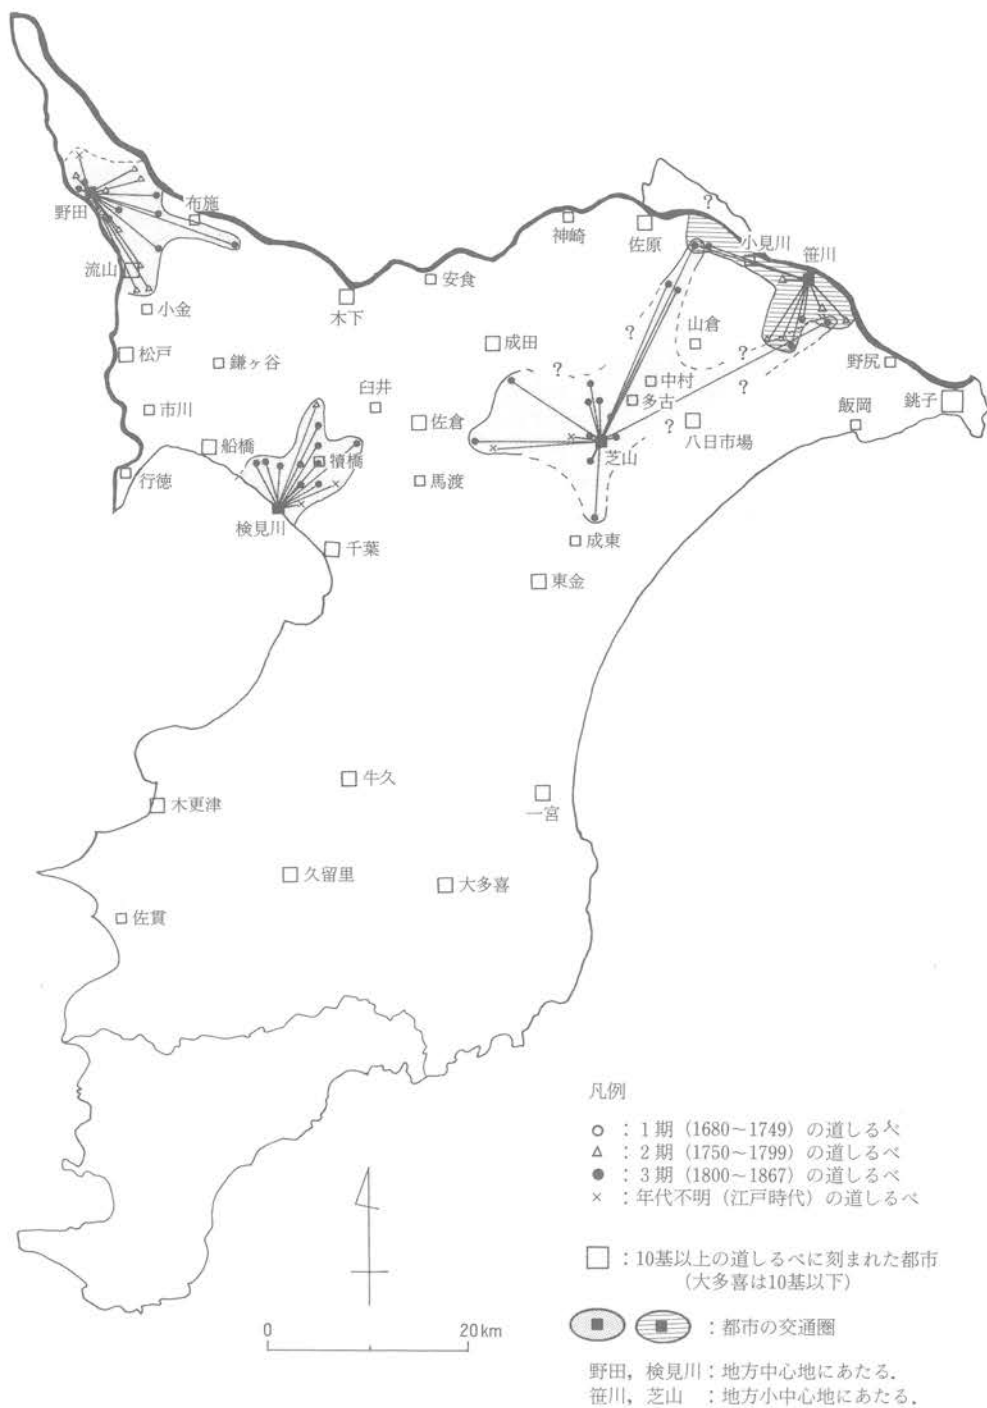 野田
布施
流山
小金
神崎
佐原
?
小見川
笹川
安食
木下
松戸
鎌ヶ谷
成田
?
山倉
?
?
?
野尻
市川
臼井
佐倉
中村
多古
?
八日市場
飯岡
銚子
船橋
犢橋
芝山
行徳
馬渡
検見川
千葉
成東
東金
牛久
木更津
一宮
久留里
大多喜
佐貫
凡例
○ : 1期 (1680~1749) の道しるべ
△ : 2期 (1750~1799) の道しるべ
● : 3期 (1800~1867) の道しるべ
× : 年代不明 (江戸時代) の道しるべ
□ : 10基以上の道しるべに刻まれた都市
(大多喜は10基以下)
: 都市の交通圏
0 20km
野田, 検見川 : 地方中心地にあたる.
笹川, 芝山 : 地方小中心地にあたる.